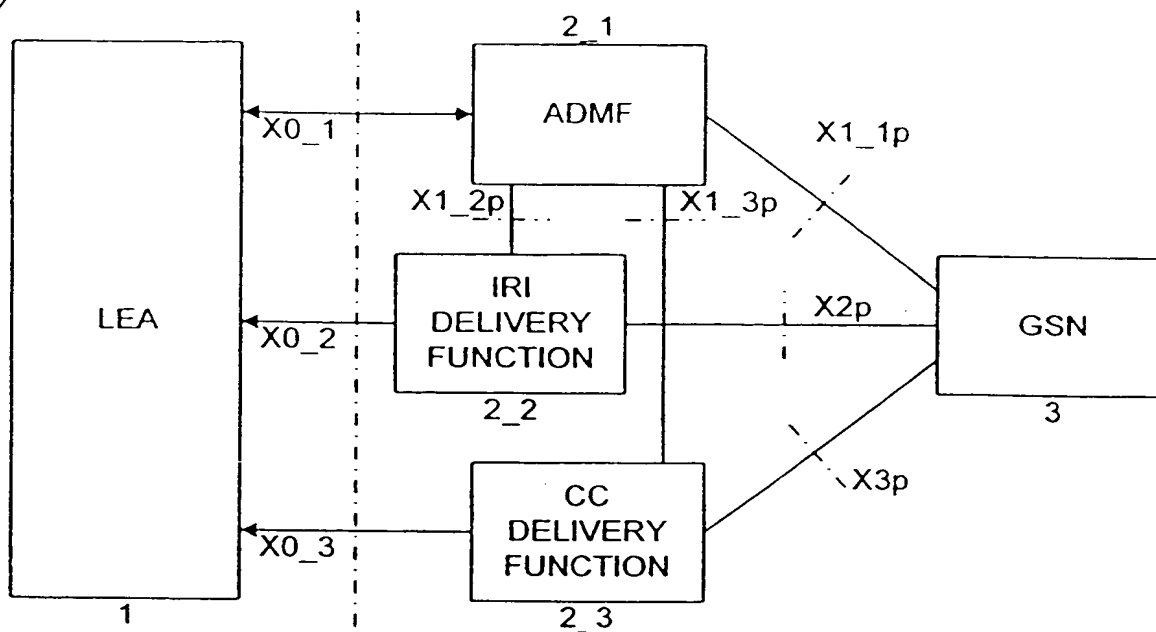 2_1
ADMF
X0_1
X1_1p
X1_2p
X1_3p
LEA
IRI
DELIVERY
FUNCTION
X0_2
X2p
GSN
2_2
3
X3p
CC
DELIVERY
FUNCTION
X0_3
1
2_3